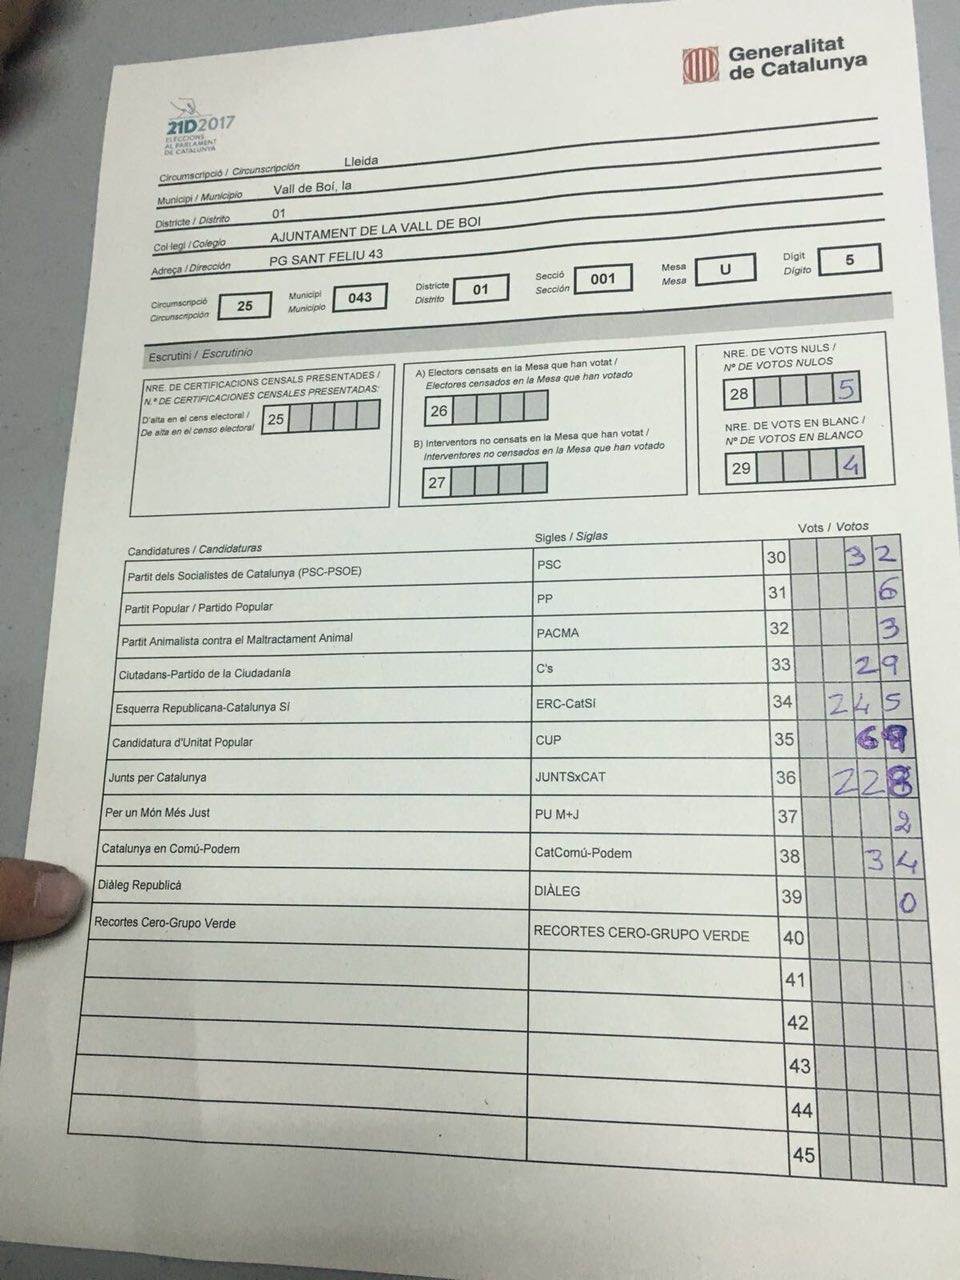 Generalitat
de Catalunya
21D2017
ELECCIONS
AL PARLAMENT
DE CATALUNYA
Circumscripció / Circunscripción Lleida
Municipi / Municipio Vall de Boí, la
Districte / Distrito 01
Col·legi / Colegio AJUNTAMENT DE LA VALL DE BOI
Adreça / Dirección PG SANT FELIU 43
Circumscripció Circunscripción 25 Municipi Municipio 043 Districte Distrito 01 Secció Sección 001 Mesa Mesa U Dígit Dígito 5
Escrutini / Escrutinio
NRE. DE CERTIFICACIONS CENSALS PRESENTADES /
N.º DE CERTIFICACIONES CENSALES PRESENTADAS:
D'alta en el cens electoral /
De alta en el censo electoral 25
A) Electors censats en la Mesa que han votat /
Electores censados en la Mesa que han votado
26
B) Interventors no censats en la Mesa que han votat /
Interventores no censados en la Mesa que han votado
27
NRE. DE VOTS NULS /
Nº DE VOTOS NULOS
28 5
NRE. DE VOTS EN BLANC /
Nº DE VOTOS EN BLANCO
29 4
Candidatures / Candidaturas Sigles / Siglas Vots / Votos
Partit dels Socialistes de Catalunya (PSC-PSOE) PSC 30 32
Partit Popular / Partido Popular PP 31 6
Partit Animalista contra el Maltractament Animal PACMA 32 3
Ciutadans-Partido de la Ciudadanía C's 33 29
Esquerra Republicana-Catalunya Sí ERC-CatSí 34 245
Candidatura d'Unitat Popular CUP 35
Junts per Catalunya JUNTSxCAT 36 228
Per un Món Més Just PU M+J 37 2
Catalunya en Comú-Podem CatComú-Podem 38 34
Diàleg Republicà DIÀLEG 39 0
Recortes Cero-Grupo Verde RECORTES CERO-GRUPO VERDE 40
41
42
43
44
45